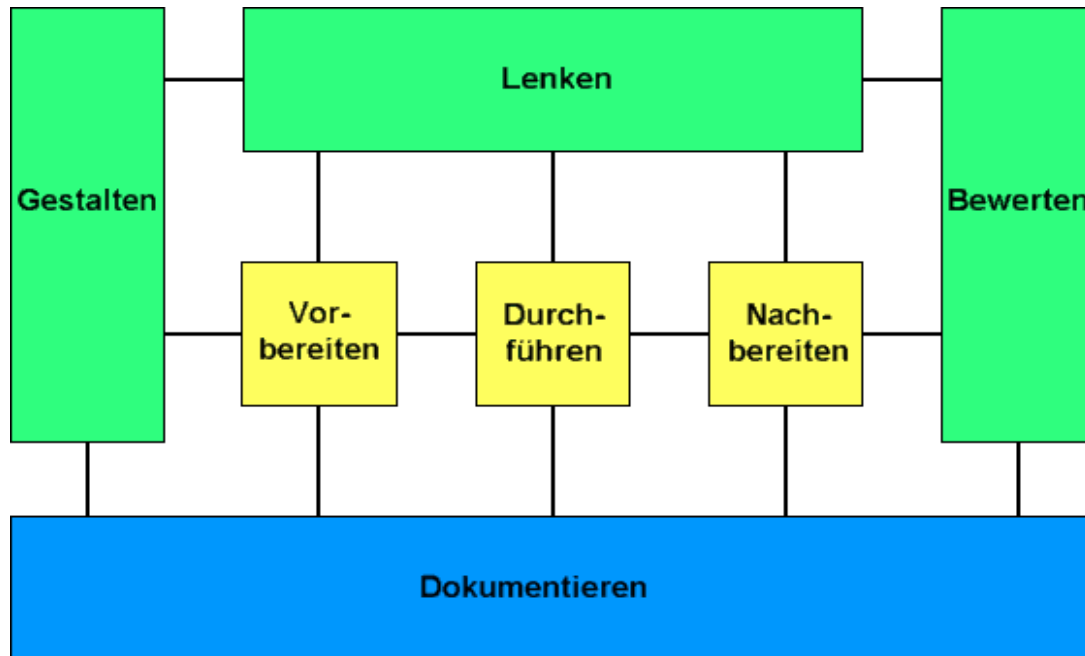 Lenken
Gestalten
Bewerten
Vor-
bereiten
Durch-
führen
Nach-
bereiten
Dokumentieren